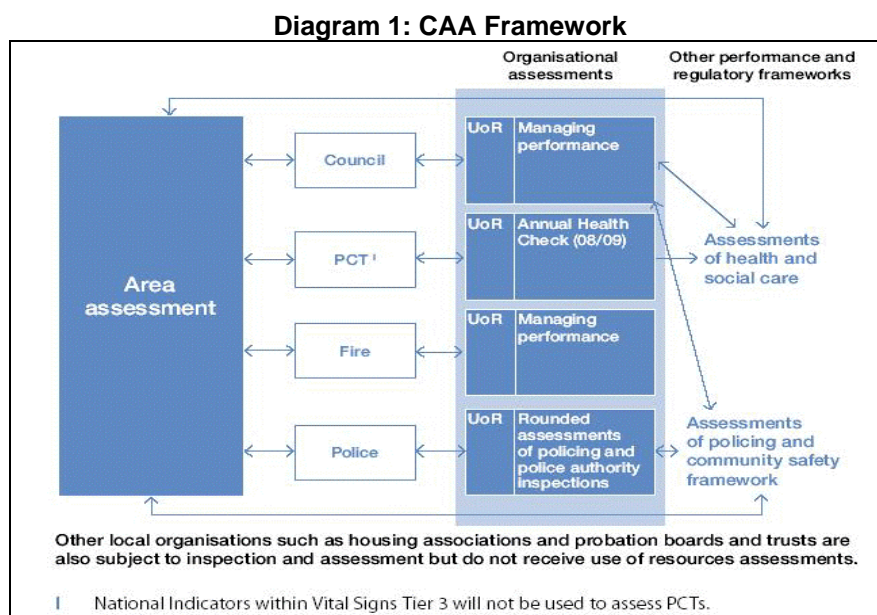 Diagram 1: CAA Framework
Organisational
assessments
Other performance and
regulatory frameworks
Area
assessment
Council
UoR
Managing
performance
PCT I
UoR
Annual Health
Check (08/09)
Assessments
of health and
social care
Fire
UoR
Managing
performance
Police
UoR
Rounded
assessments
of policing and
police authority
inspections
Assessments
of policing and
community safety
framework
Other local organisations such as housing associations and probation boards and trusts are
also subject to inspection and assessment but do not receive use of resources assessments.
I National Indicators within Vital Signs Tier 3 will not be used to assess PCTs.